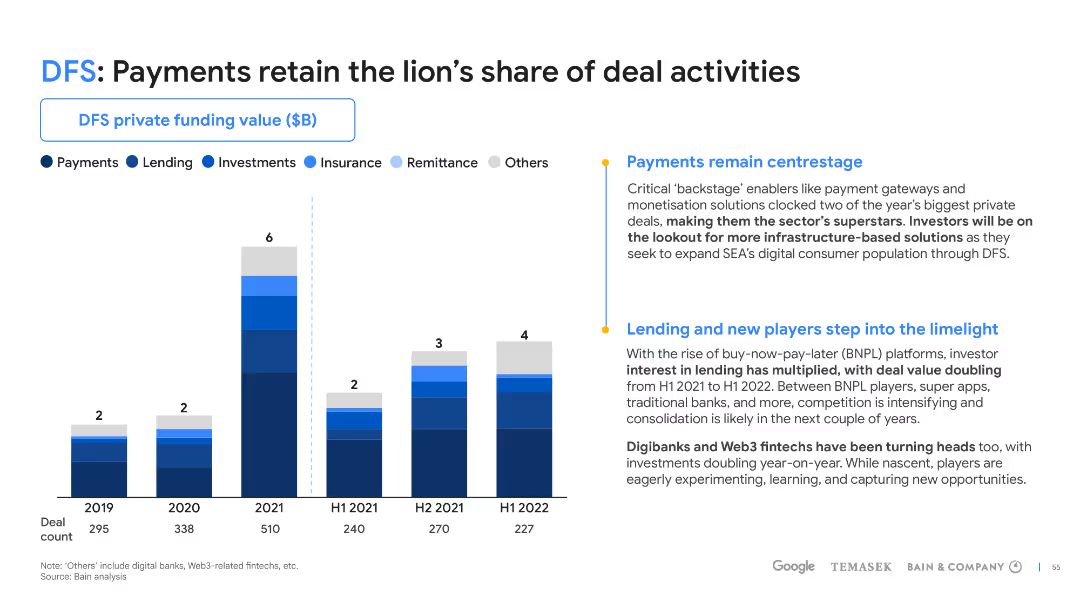 DFS: Payments retain the lion's share of deal activities
DFS private funding value ($B)
Payments Lending Investments Insurance Remittance Others
2
2
6
2
3
4
2019 2020 2021 H1 2021 H2 2021 H1 2022
Deal count 295 338 510 240 270 227
Payments remain centrestage
Critical 'backstage' enablers like payment gateways and
monetisation solutions clocked two of the year's biggest private
deals, making them the sector's superstars. Investors will be on
the lookout for more infrastructure-based solutions as they
seek to expand SEA's digital consumer population through DFS.
Lending and new players step into the limelight
With the rise of buy-now-pay-later (BNPL) platforms, investor
interest in lending has multiplied, with deal value doubling
from H1 2021 to H1 2022. Between BNPL players, super apps,
traditional banks, and more, competition is intensifying and
consolidation is likely in the next couple of years.
Digibanks and Web3 fintechs have been turning heads too, with
investments doubling year-on-year. While nascent, players are
eagerly experimenting, learning, and capturing new opportunities.
Note: 'Others' include digital banks, Web3-related fintechs, etc.
Source: Bain analysis
Google TEMASEK BAIN & COMPANY 55